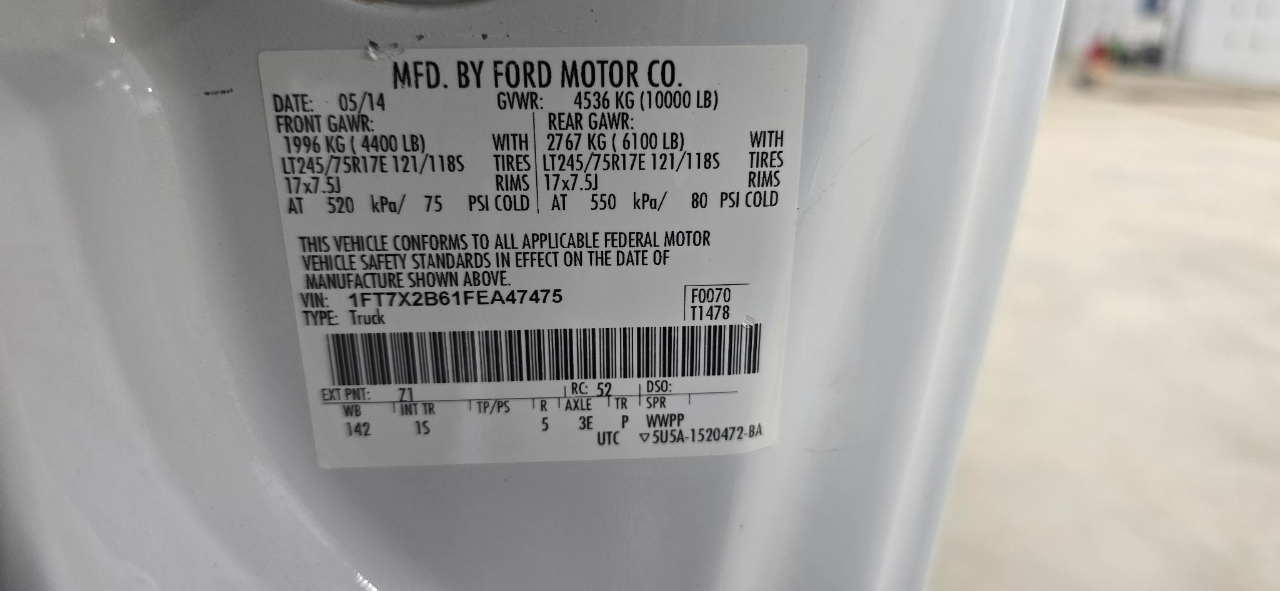 MFD. BY FORD MOTOR CO.
DATE: 05/14 GVWR: 4536 KG (10000 LB)
FRONT GAWR: REAR GAWR:
1996 KG ( 4400 LB) WITH 2767 KG ( 6100 LB) WITH
LT245/75R17E 121/118S TIRES LT245/75R17E 121/118S TIRES
17x7.5J RIMS 17x7.5J RIMS
AT 520 kPa/ 75 PSI COLD AT 550 kPa/ 80 PSI COLD
THIS VEHICLE CONFORMS TO ALL APPLICABLE FEDERAL MOTOR
VEHICLE SAFETY STANDARDS IN EFFECT ON THE DATE OF
MANUFACTURE SHOWN ABOVE.
VIN: 1FT7X2B61FEA47475 F0070
TYPE: Truck T1478
EXT PNT: Z1 RC: 52 DSO:
WB INT TR TP/PS R AXLE TR SPR
142 1S 5 3E P WWPP
UTC ▽5U5A-1520472-BA